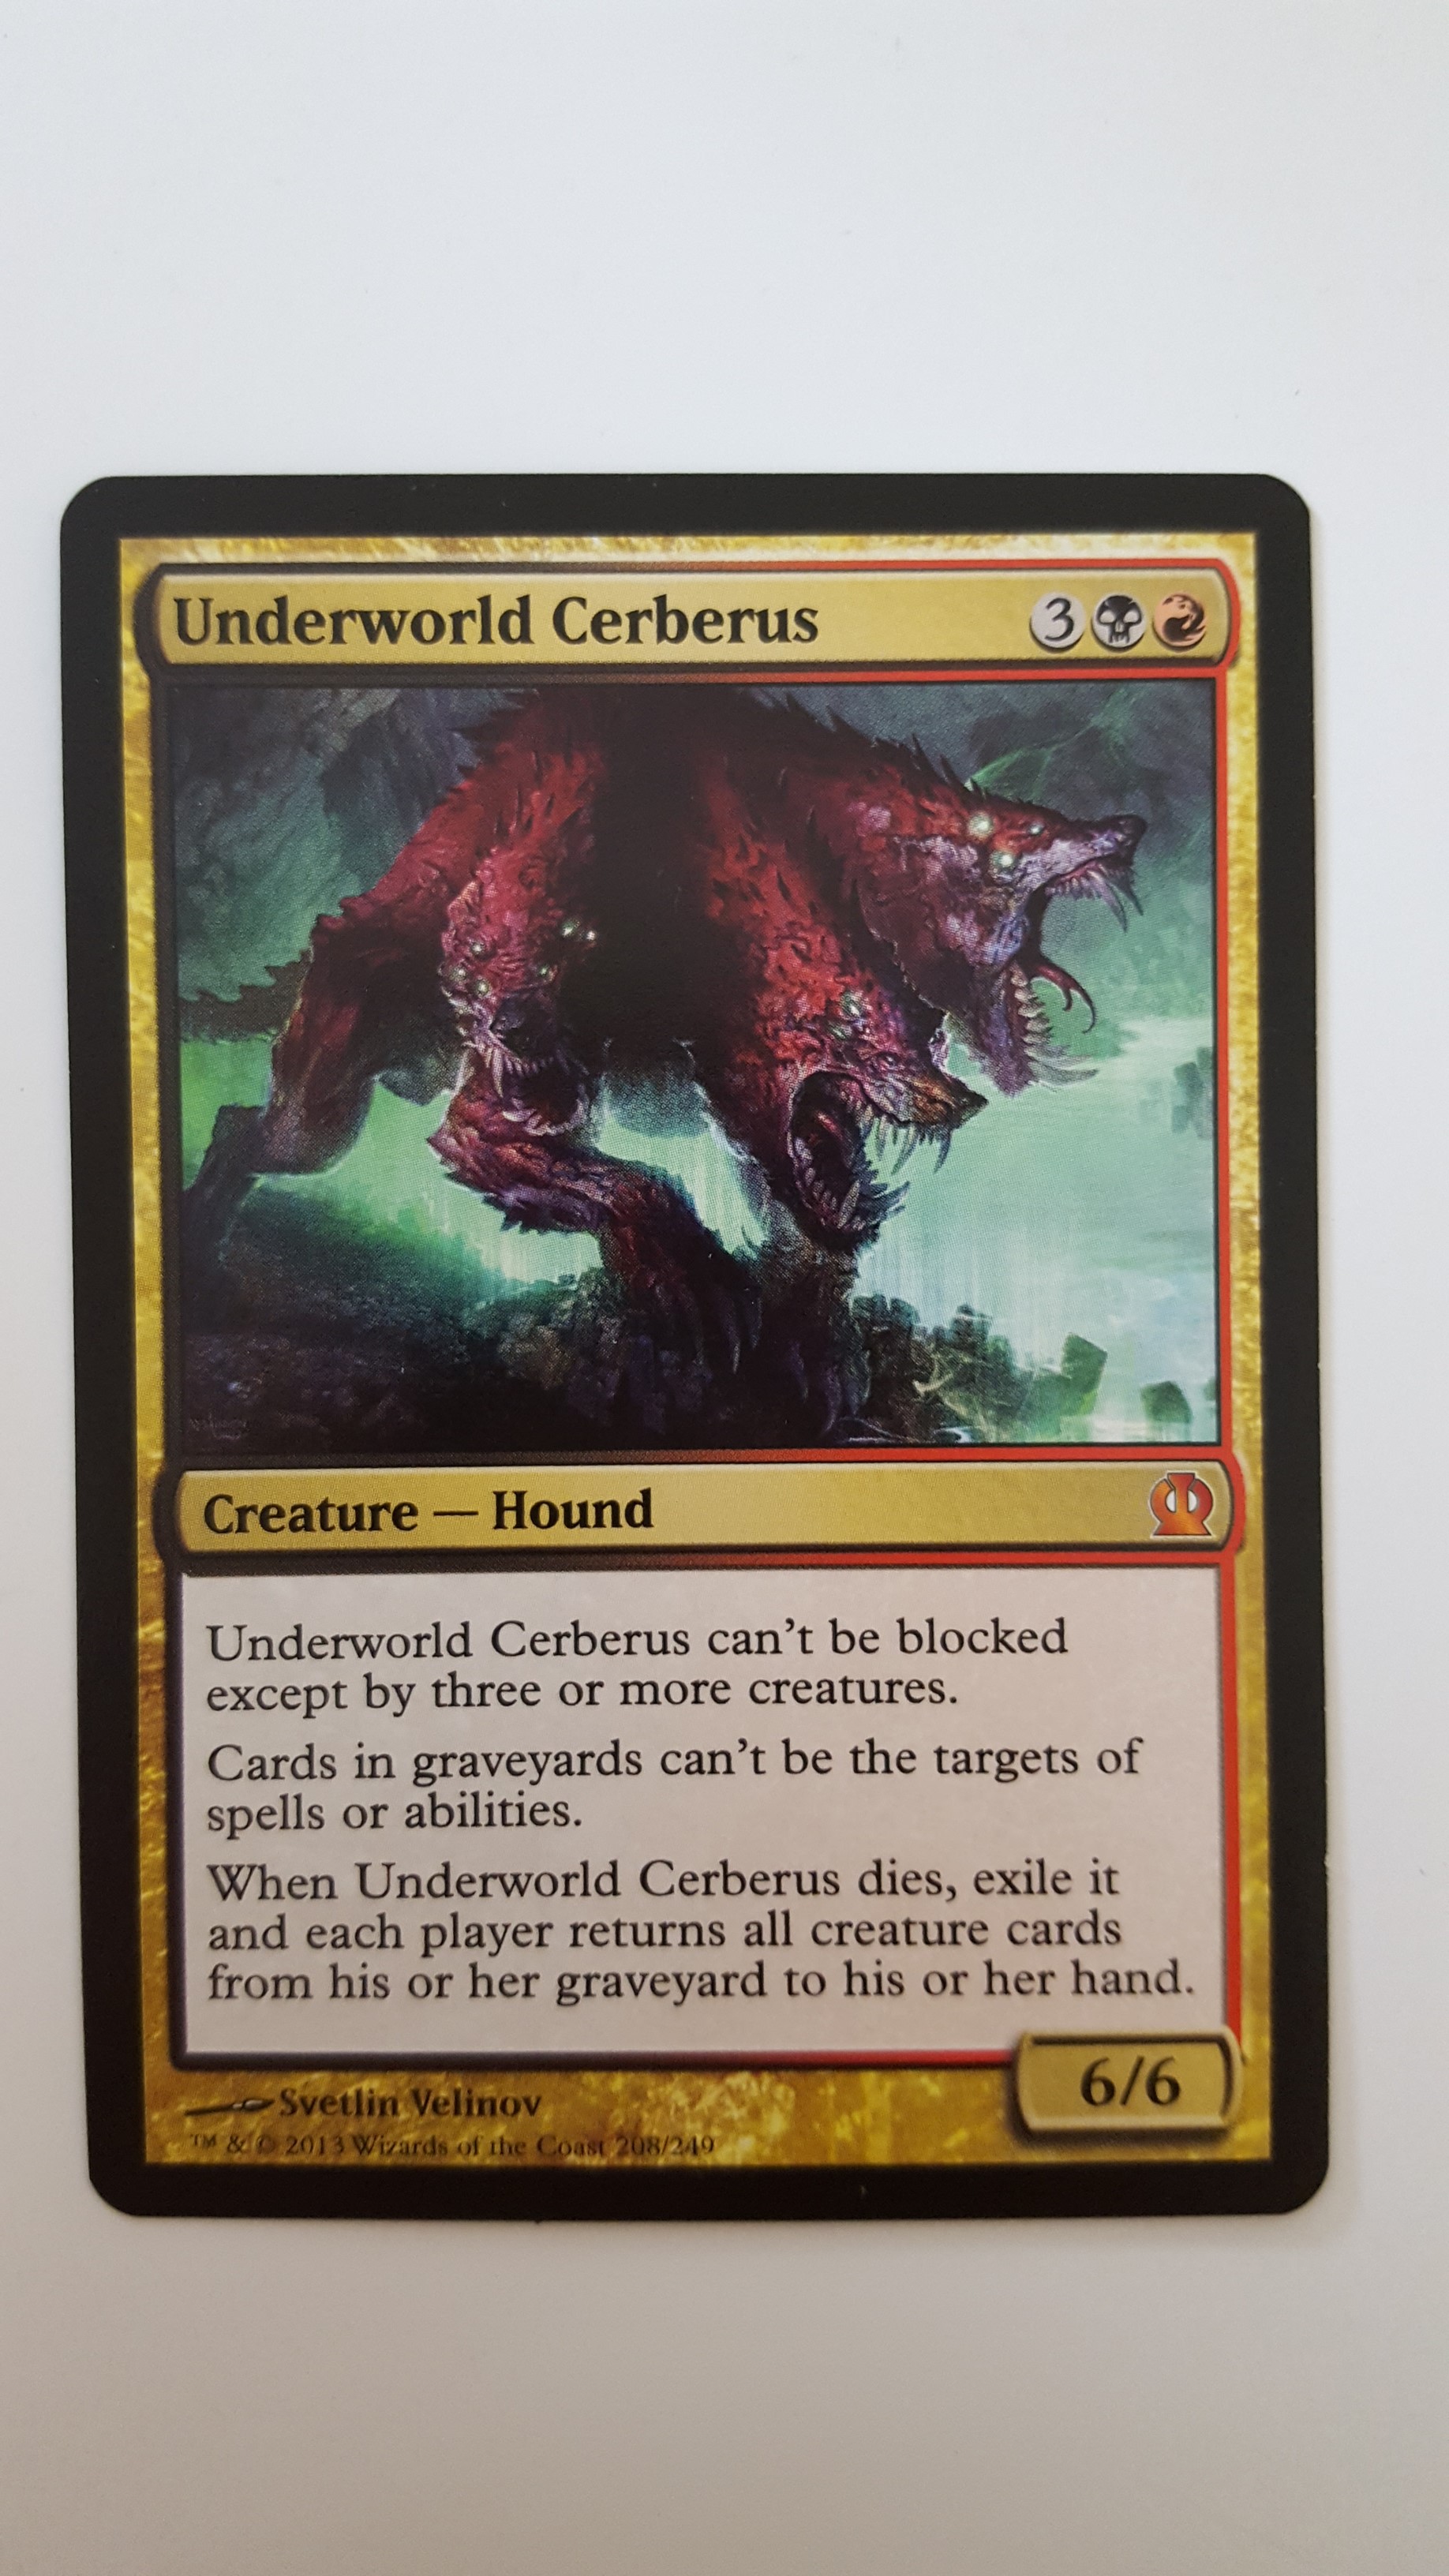 Underworld Cerberus 3
Creature — Hound
Underworld Cerberus can't be blocked
except by three or more creatures.
Cards in graveyards can't be the targets of
spells or abilities.
When Underworld Cerberus dies, exile it
and each player returns all creature cards
from his or her graveyard to his or her hand.
6/6
Svetlin Velinov
™ & © 2013 Wizards of the Coast 208/249